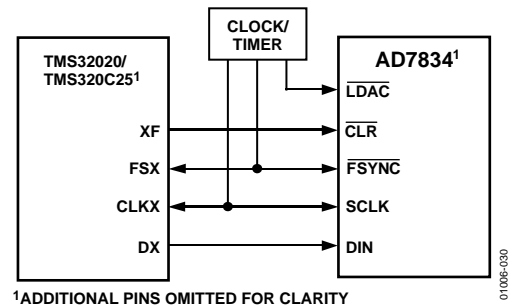 CLOCK/
TIMER
TMS32020/
TMS320C25¹
AD7834¹
LDAC
XF
CLR
FSX
FSYNC
CLKX
SCLK
DX
DIN
¹ADDITIONAL PINS OMITTED FOR CLARITY
01006-030